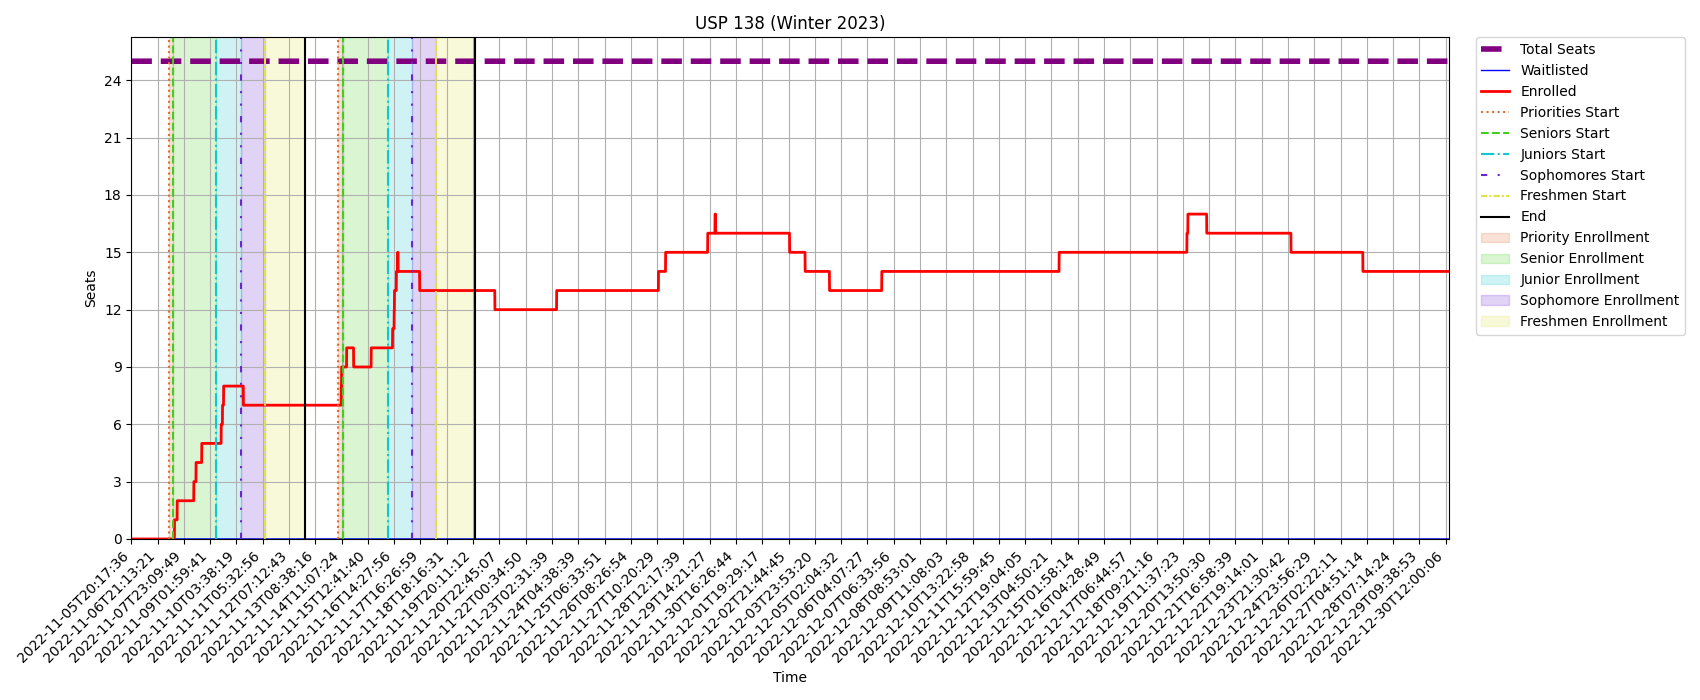 USP 138 (Winter 2023)
Seats
24
21
18
15
12
9
6
3
0
2022-11-05T20:17:36
2022-11-06T21:13:21
2022-11-07T23:09:49
2022-11-09T01:59:41
2022-11-10T03:38:19
2022-11-11T05:32:56
2022-11-12T07:12:43
2022-11-13T08:38:16
2022-11-14T11:07:24
2022-11-15T12:41:40
2022-11-16T14:27:56
2022-11-17T16:26:59
2022-11-18T18:16:31
2022-11-19T20:11:12
2022-11-20T22:45:07
2022-11-22T00:34:50
2022-11-23T02:31:39
2022-11-24T04:38:39
2022-11-25T06:33:51
2022-11-26T08:26:54
2022-11-27T10:20:29
2022-11-28T12:17:39
2022-11-29T14:21:27
2022-11-30T16:26:44
2022-12-01T19:29:17
2022-12-02T21:44:45
2022-12-03T23:53:20
2022-12-05T02:04:32
2022-12-06T04:07:27
2022-12-07T06:33:56
2022-12-08T08:53:01
2022-12-09T11:08:03
2022-12-10T13:22:58
2022-12-11T15:59:45
2022-12-12T19:04:05
2022-12-13T04:50:21
2022-12-15T01:58:14
2022-12-16T04:28:49
2022-12-17T06:44:57
2022-12-18T09:21:16
2022-12-19T11:37:23
2022-12-20T13:50:30
2022-12-21T16:58:39
2022-12-22T19:14:01
2022-12-23T21:30:42
2022-12-24T23:56:29
2022-12-26T02:22:11
2022-12-27T04:51:14
2022-12-28T07:14:24
2022-12-29T09:38:53
2022-12-30T12:00:06
Time
Total Seats
Waitlisted
Enrolled
Priorities Start
Seniors Start
Juniors Start
Sophomores Start
Freshmen Start
End
Priority Enrollment
Senior Enrollment
Junior Enrollment
Sophomore Enrollment
Freshmen Enrollment